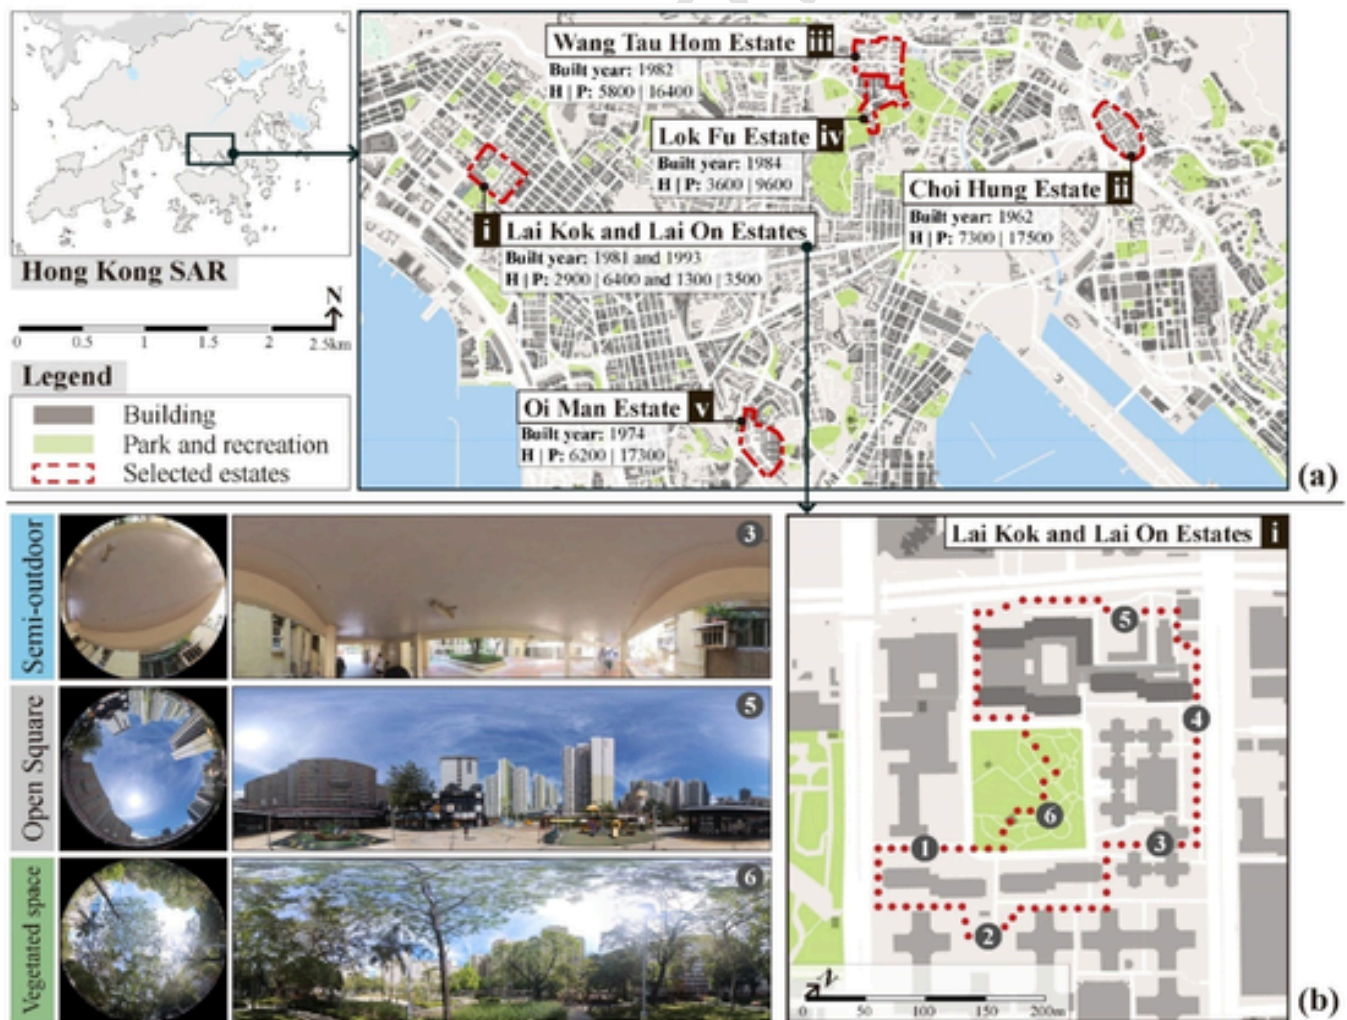 Wang Tau Hom Estate iii
Built year: 1982
H | P: 5800 | 16400
Lok Fu Estate iv
Built year: 1984
H | P: 3600 | 9600
Choi Hung Estate ii
Built year: 1962
H | P: 7300 | 17500
i Lai Kok and Lai On Estates
Built year: 1981 and 1993
H | P: 2900 | 6400 and 1300 | 3500
Oi Man Estate v
Built year: 1974
H | P: 6200 | 17300
(a)
Hong Kong SAR
N
0 0.5 1 1.5 2 2.5km
Legend
Building
Park and recreation
Selected estates
Semi-outdoor
3
Open Square
5
Vegetated space
6
Lai Kok and Lai On Estates i
5
4
6
1
3
2
N
0 50 100 150 200m
(b)